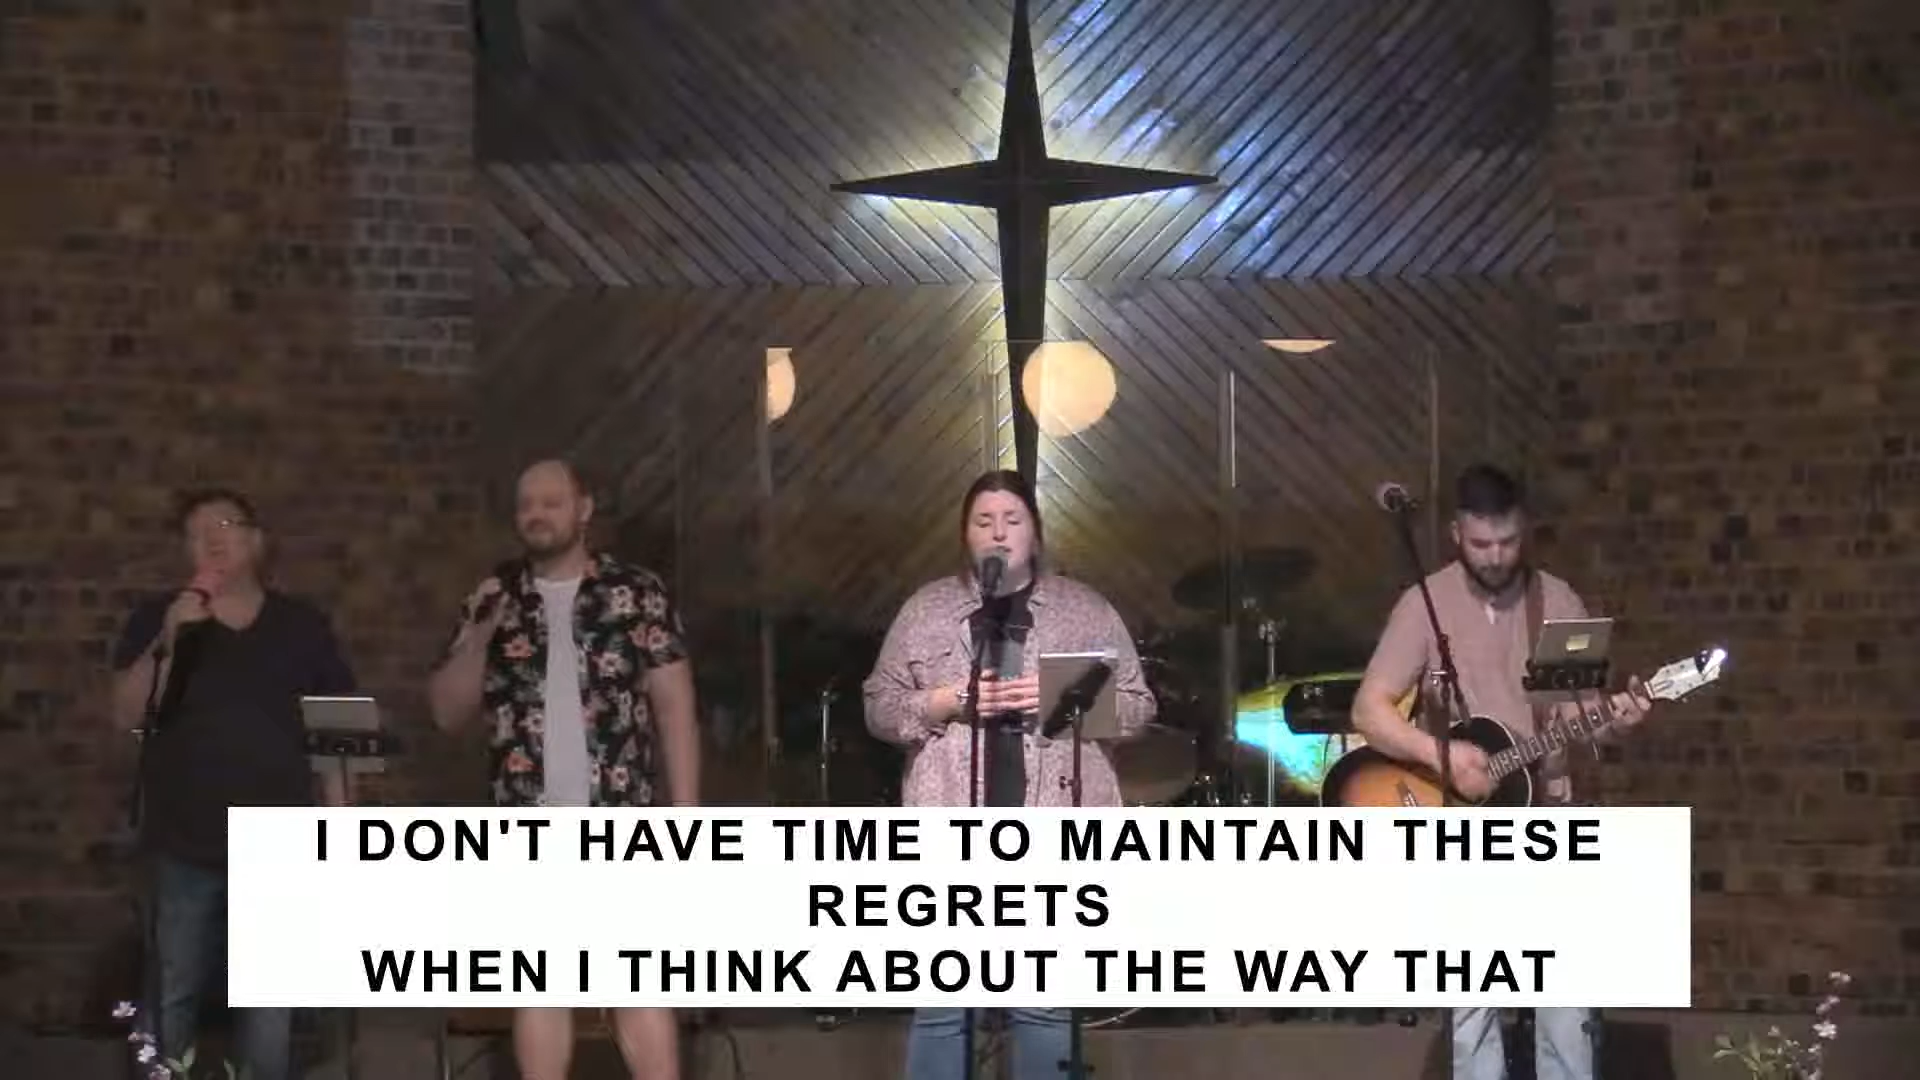 I DON'T HAVE TIME TO MAINTAIN THESE
REGRETS
WHEN I THINK ABOUT THE WAY THAT